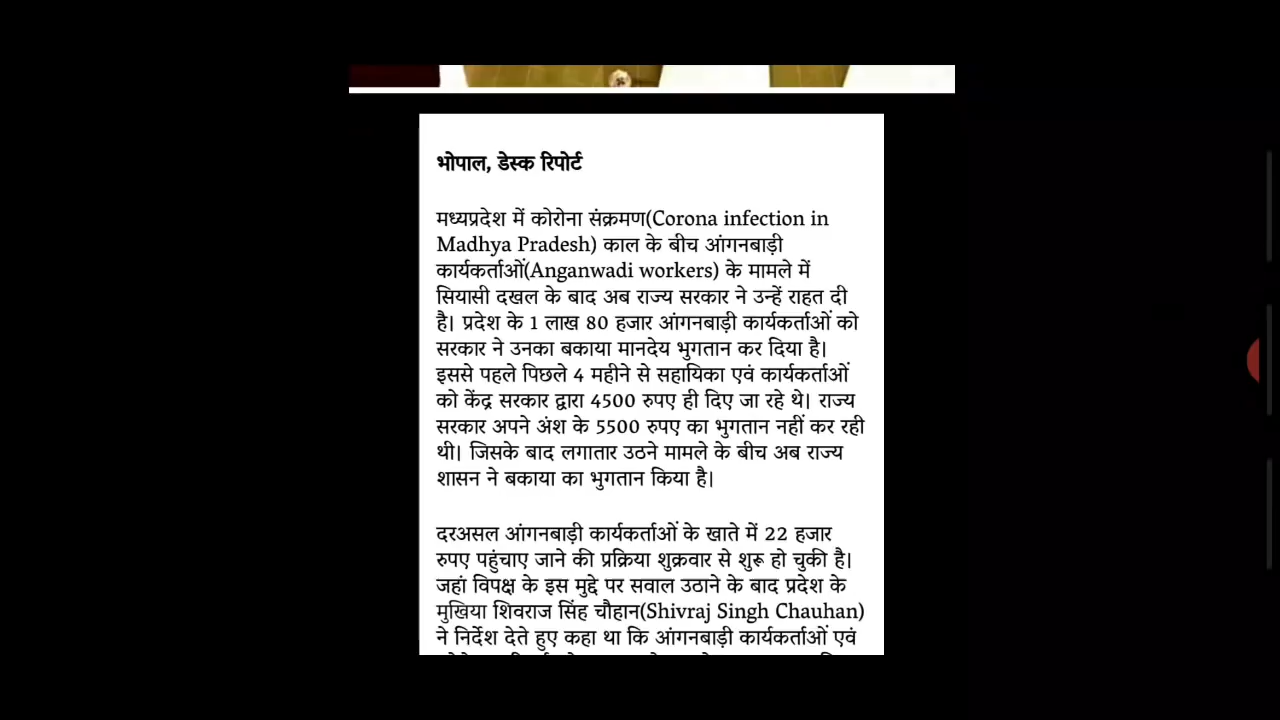 भोपाल, डेस्क रिपोर्ट
मध्यप्रदेश में कोरोना संक्रमण(Corona infection in
Madhya Pradesh) काल के बीच आंगनबाड़ी
कार्यकर्ताओं(Anganwadi workers) के मामले में
सियासी दखल के बाद अब राज्य सरकार ने उन्हें राहत दी
है। प्रदेश के 1 लाख 80 हजार आंगनबाड़ी कार्यकर्ताओं को
सरकार ने उनका बकाया मानदेय भुगतान कर दिया है।
इससे पहले पिछले 4 महीने से सहायिका एवं कार्यकर्ताओं
को केंद्र सरकार द्वारा 4500 रुपए ही दिए जा रहे थे। राज्य
सरकार अपने अंश के 5500 रुपए का भुगतान नहीं कर रही
थी। जिसके बाद लगातार उठने मामले के बीच अब राज्य
शासन ने बकाया का भुगतान किया है।
दरअसल आंगनबाड़ी कार्यकर्ताओं के खाते में 22 हजार
रुपए पहुंचाए जाने की प्रक्रिया शुक्रवार से शुरू हो चुकी है।
जहां विपक्ष के इस मुद्दे पर सवाल उठाने के बाद प्रदेश के
मुखिया शिवराज सिंह चौहान(Shivraj Singh Chauhan)
ने निर्देश देते हुए कहा था कि आंगनबाड़ी कार्यकर्ताओं एवं